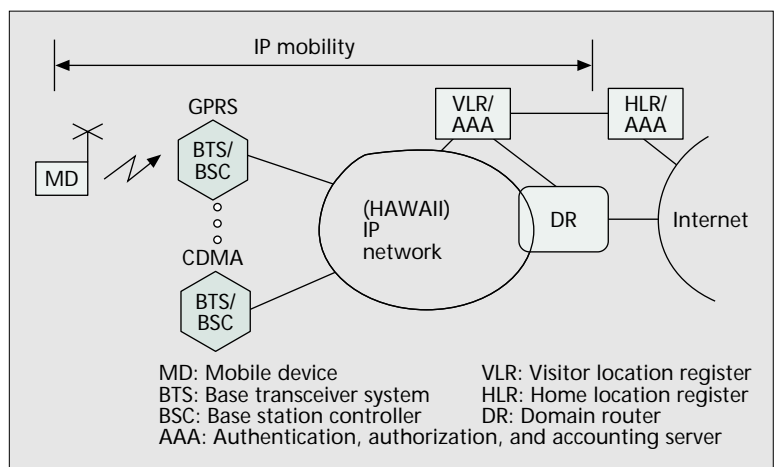 IP mobility
GPRS
VLR/
AAA
HLR/
AAA
BTS/
BSC
MD
(HAWAII)
IP
network
DR
Internet
CDMA
BTS/
BSC
MD: Mobile device
BTS: Base transceiver system
BSC: Base station controller
VLR: Visitor location register
HLR: Home location register
DR: Domain router
AAA: Authentication, authorization, and accounting server